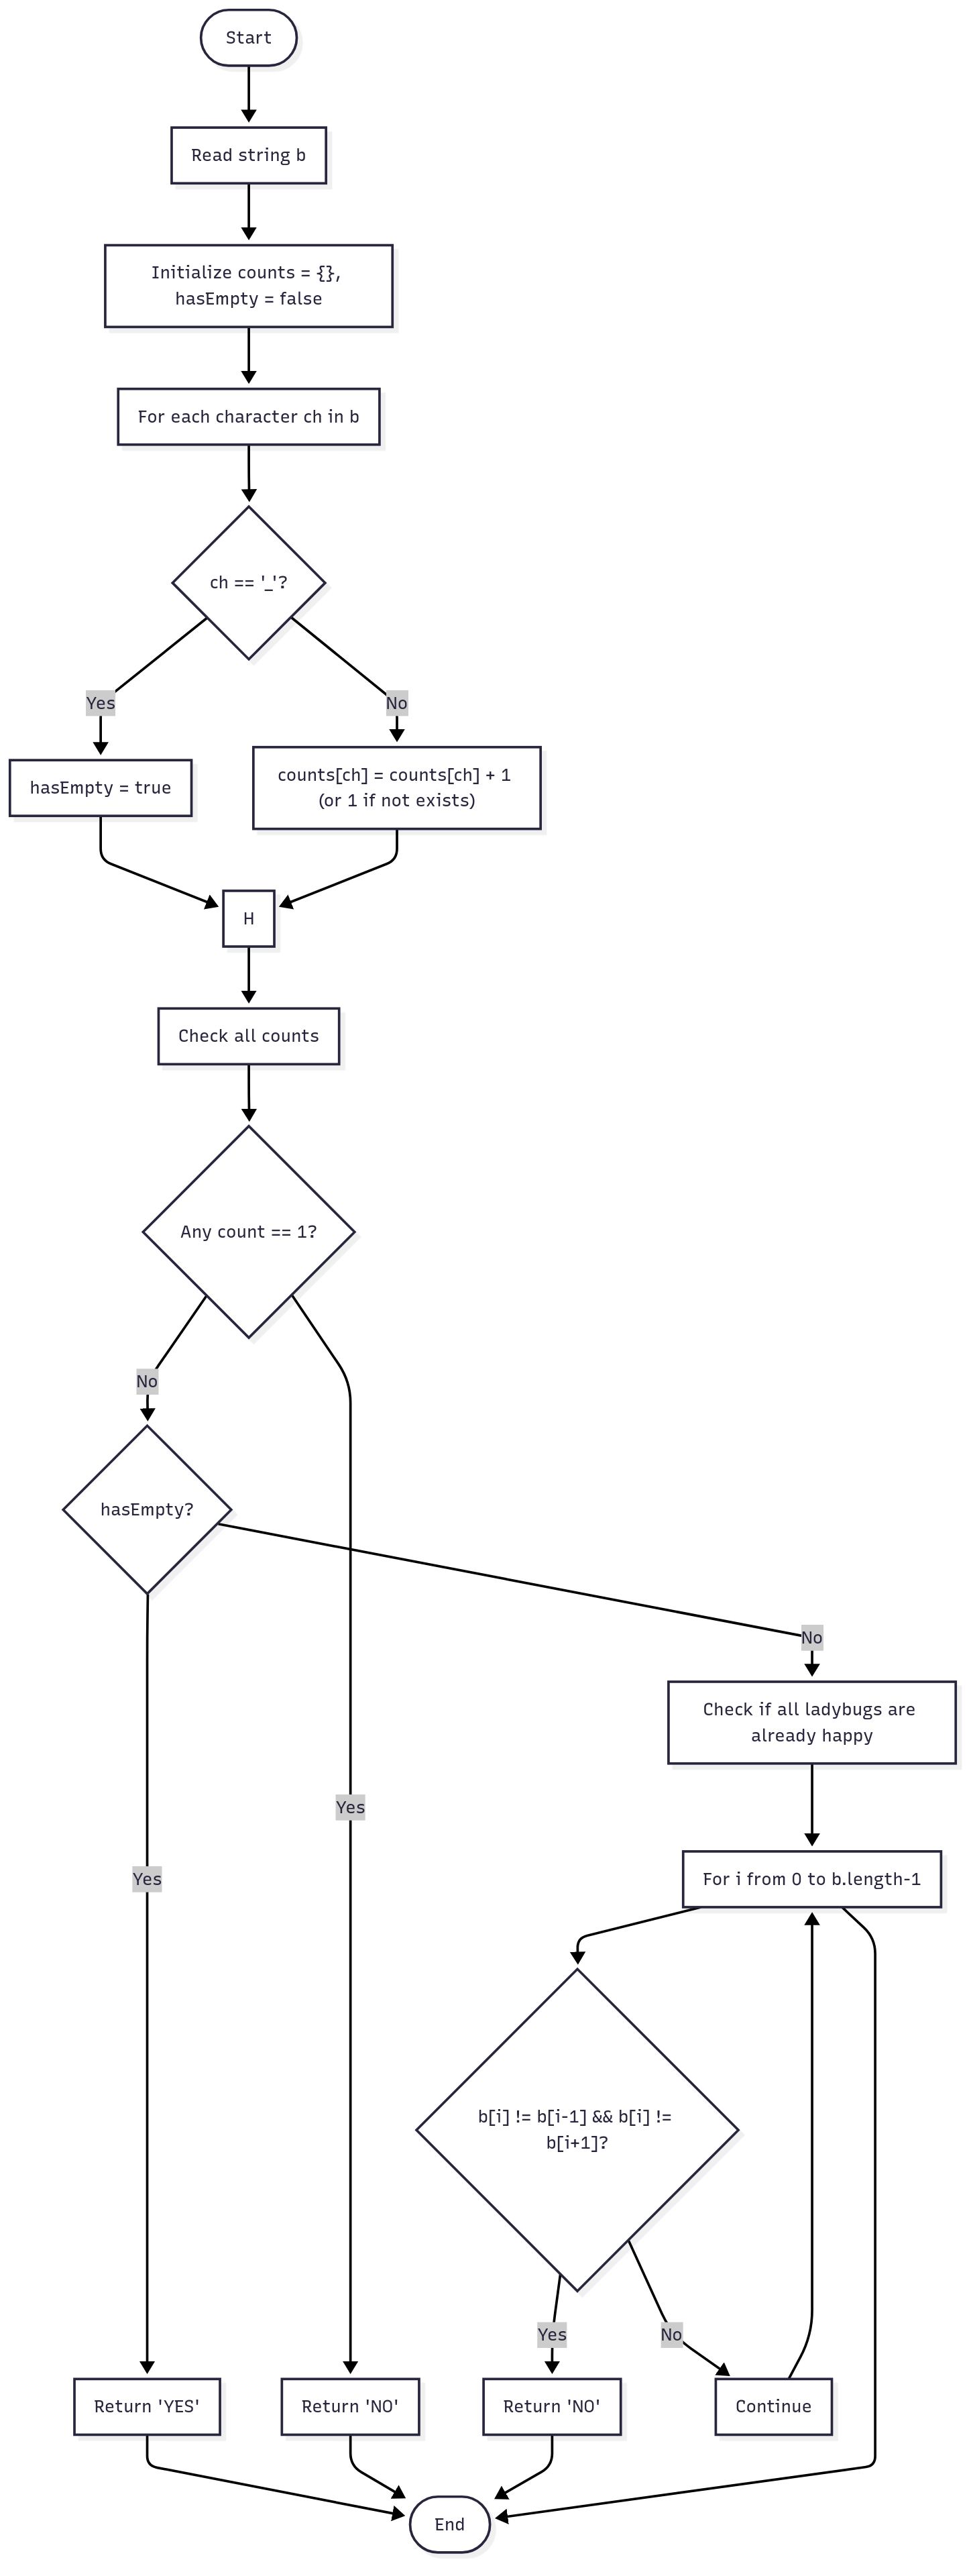 Start
Read string b
Initialize counts = {},
hasEmpty = false
For each character ch in b
ch == '_'?
Yes
No
hasEmpty = true
counts[ch] = counts[ch] + 1
(or 1 if not exists)
H
Check all counts
Any count == 1?
No
hasEmpty?
No
Check if all ladybugs are
already happy
Yes
Yes
For i from 0 to b.length-1
b[i] != b[i-1] && b[i] !=
b[i+1]?
Yes
No
Return 'YES'
Return 'NO'
Return 'NO'
Continue
End